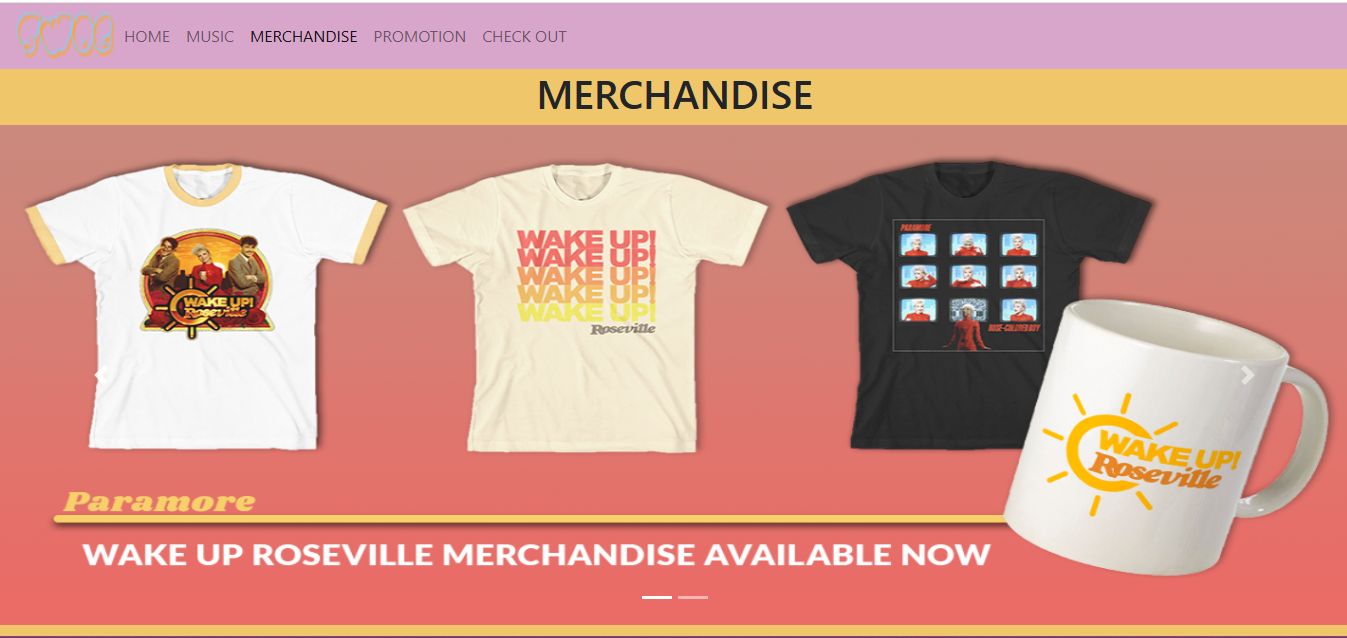 HOME MUSIC MERCHANDISE PROMOTION CHECK OUT
MERCHANDISE
WAKE UP!
Roseville
WAKE UP!
WAKE UP!
WAKE UP!
WAKE UP!
WAKE UP!
Roseville
PARAMORE
ROSE-COLORED BOY
WAKE UP!
Roseville
Paramore
WAKE UP ROSEVILLE MERCHANDISE AVAILABLE NOW